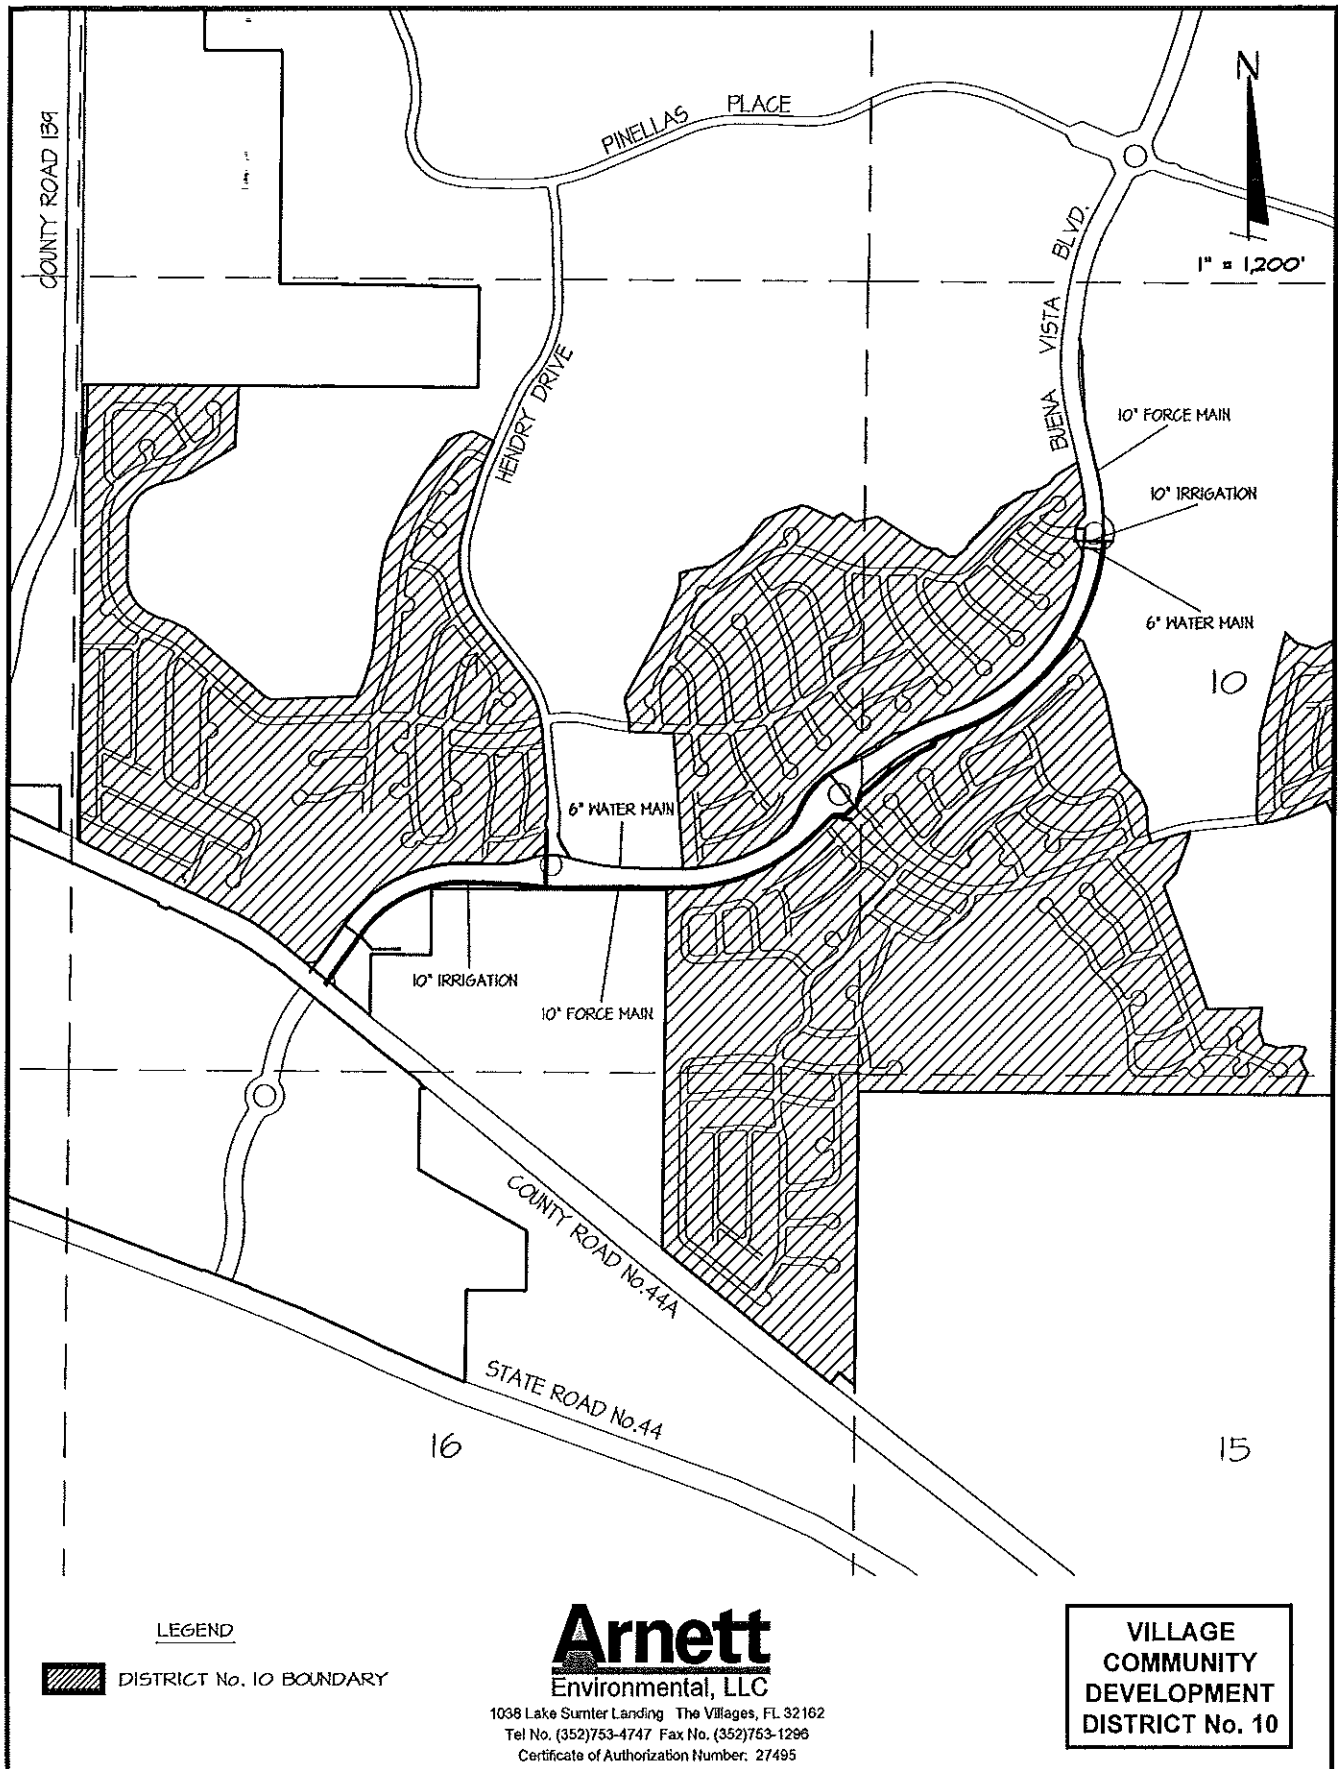 N
1" = 1,200'
COUNTY ROAD 139
PINELLAS PLACE
BUENA VISTA BLVD.
HENDRY DRIVE
10" FORCE MAIN
10" IRRIGATION
6" WATER MAIN
10
6" WATER MAIN
10" IRRIGATION
10" FORCE MAIN
COUNTY ROAD No.44A
STATE ROAD No.44
16
15
LEGEND
DISTRICT No. 10 BOUNDARY
Arnett
Environmental, LLC
1038 Lake Sumter Landing The Villages, FL 32162
Tel No. (352)753-4747 Fax No. (352)753-1296
Certificate of Authorization Number: 27495
VILLAGE
COMMUNITY
DEVELOPMENT
DISTRICT No. 10